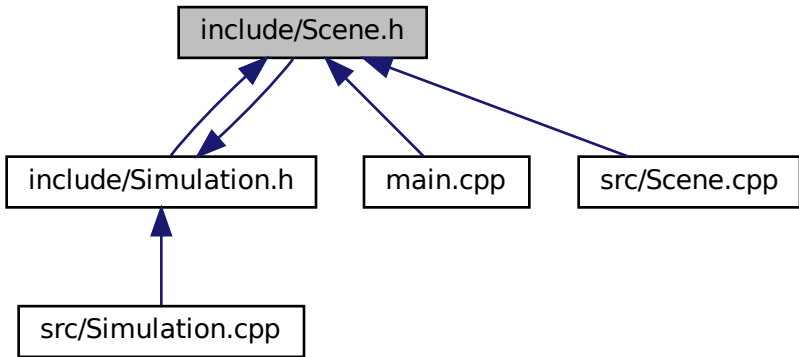 include/Scene.h
include/Simulation.h
main.cpp
src/Scene.cpp
src/Simulation.cpp